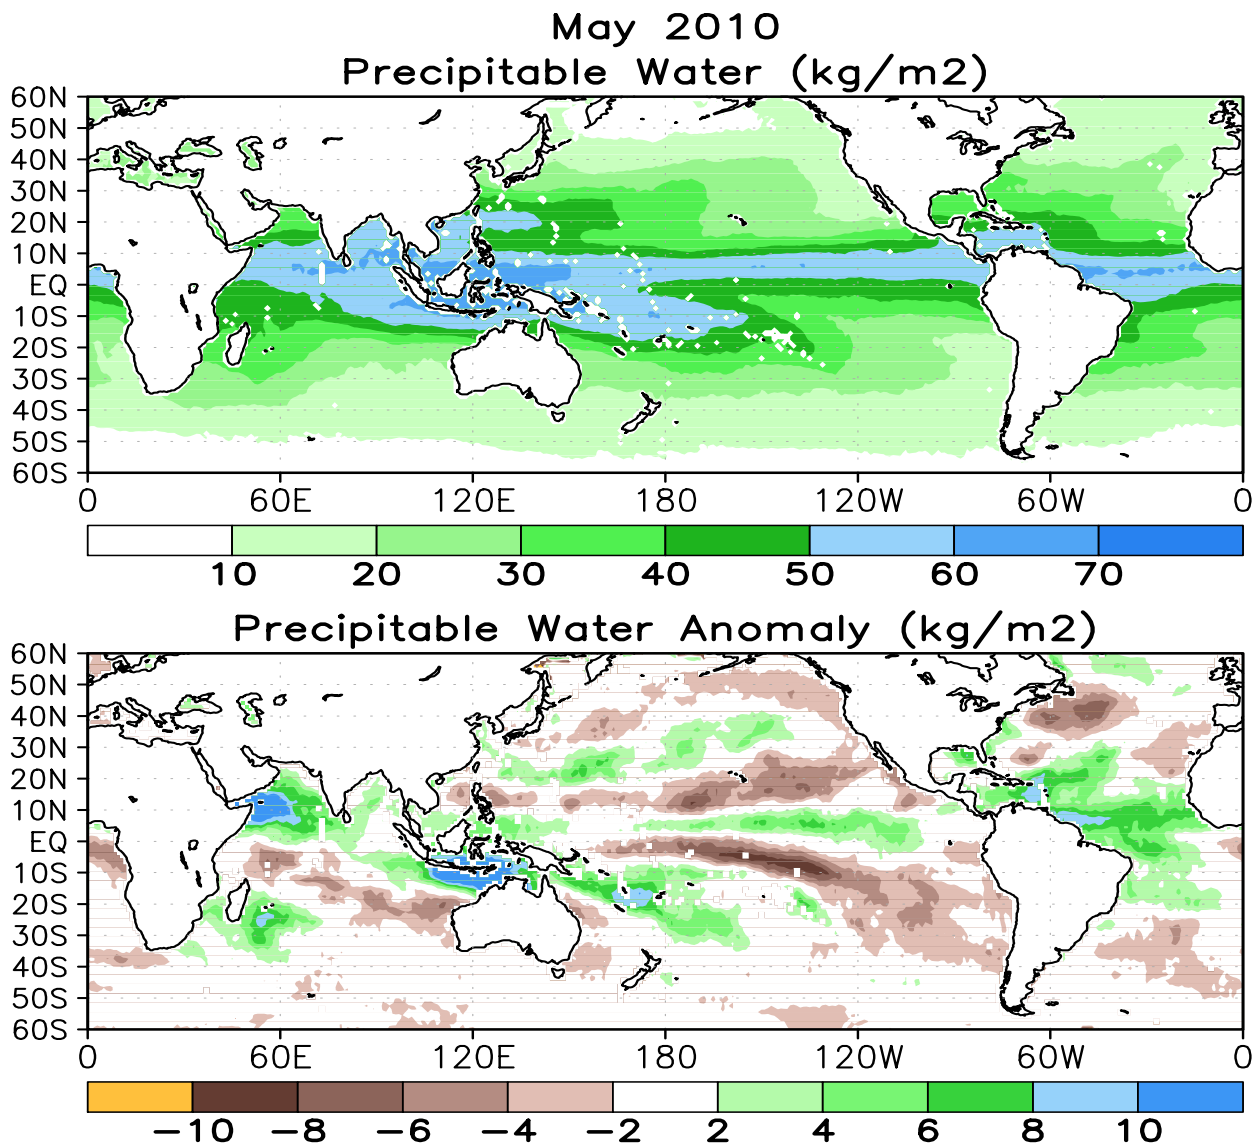 May 2010
Precipitable Water (kg/m2)
60N
50N
40N
30N
20N
10N
EQ
10S
20S
30S
40S
50S
60S
0 60E 120E 180 120W 60W 0
10 20 30 40 50 60 70
Precipitable Water Anomaly (kg/m2)
60N
50N
40N
30N
20N
10N
EQ
10S
20S
30S
40S
50S
60S
0 60E 120E 180 120W 60W 0
−10 −8 −6 −4 −2 2 4 6 8 10